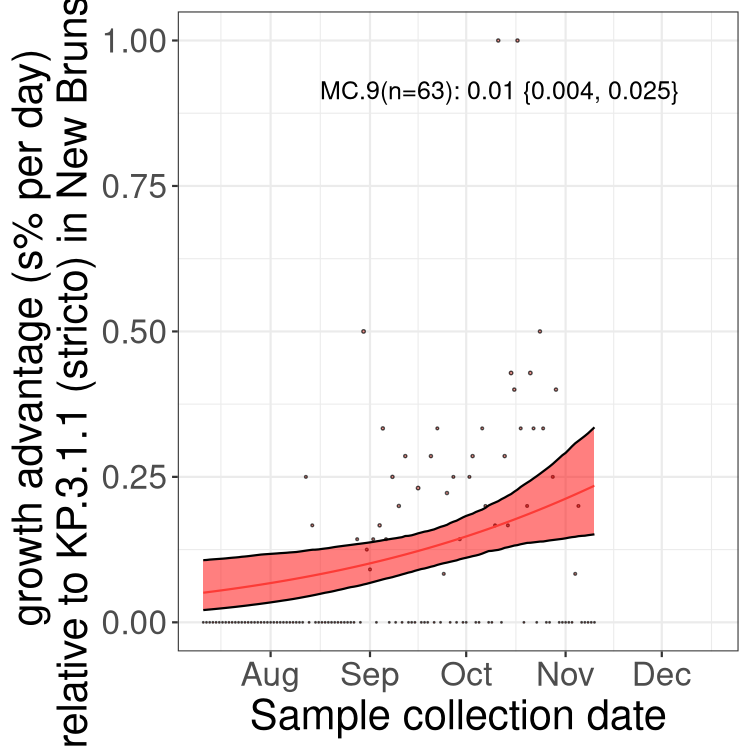 growth advantage (s% per day)
relative to KP.3.1.1 (stricto) in New Bruns
1.00
0.75
0.50
0.25
0.00
MC.9(n=63): 0.01 {0.004, 0.025}
Aug Sep Oct Nov Dec
Sample collection date